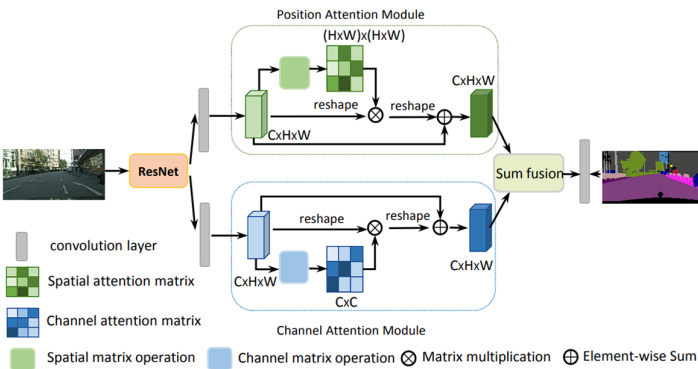 Position Attention Module
(HxW)x(HxW)
CxHxW
reshape
reshape
CxHxW
ResNet
Sum fusion
reshape
reshape
convolution layer
CxHxW
CxHxW
Spatial attention matrix
CxC
Channel attention matrix
Channel Attention Module
Spatial matrix operation
Channel matrix operation
Matrix multiplication
Element-wise Sum